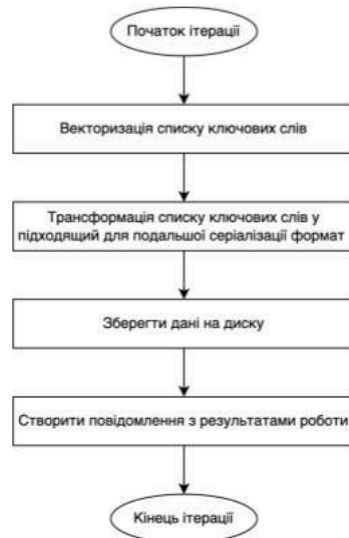 Початок ітерації
Векторизація списку ключових слів
Трансформація списку ключових слів у
підходящий для подальшої серіалізації формат
Зберегти дані на диску
Створити повідомлення з результатами роботи
Кінець ітерації